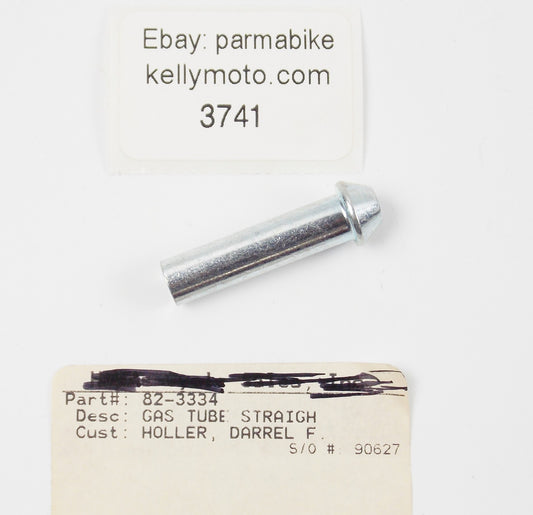 Ebay: parmabike
kellymoto.com
3741
Part#: 82-3334
Desc: GAS TUBE STRAIGH
Cust: HOLLER, DARREL F.
S/O #: 90627